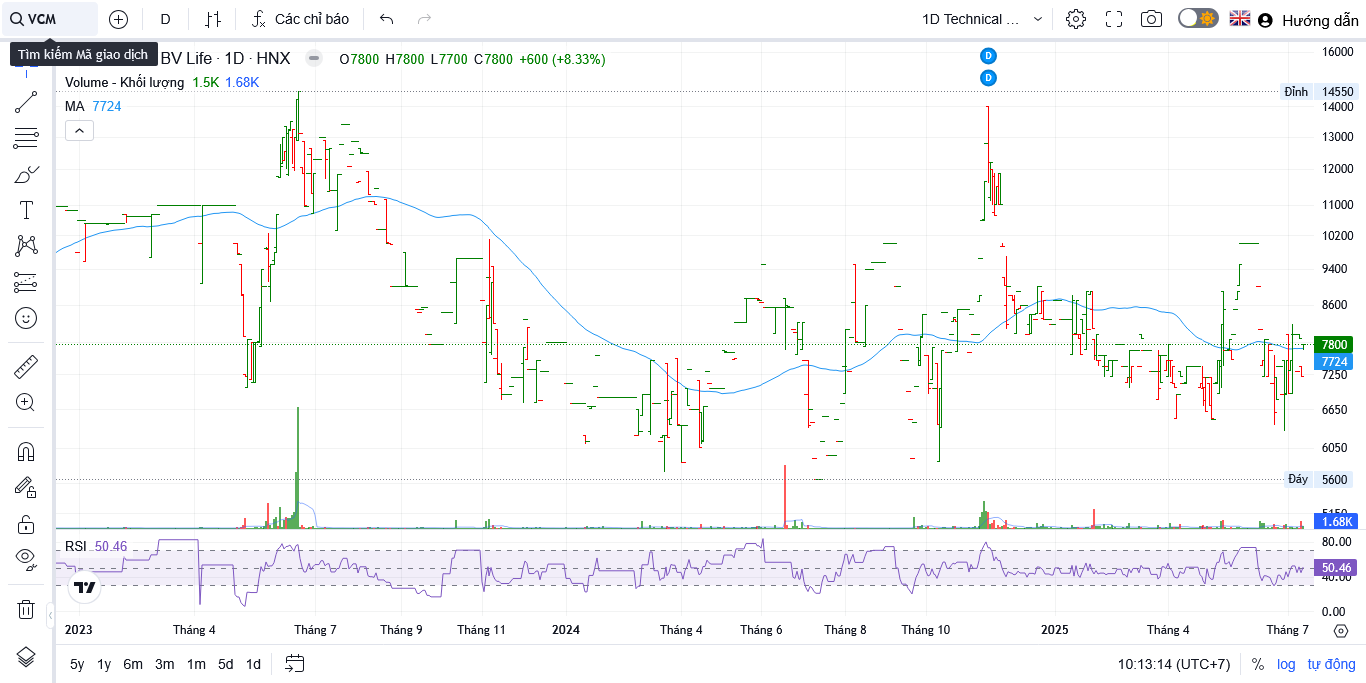 VCM
D
Các chỉ báo
1D Technical ...
Hướng dẫn
Tìm kiếm Mã giao dịch
BV Life · 1D · HNX
O7800 H7800 L7700 C7800 +600 (+8.33%)
Volume - Khối lượng 1.5K 1.68K
MA 7724
D
D
16000
Đỉnh 14550
14000
13000
12000
11000
10200
9400
8600
7800
7724
7250
6650
6050
Đáy 5600
5150
1.68K
RSI 50.46
80.00
50.46
40.00
0.00
2023 Tháng 4 Tháng 7 Tháng 9 Tháng 11 2024 Tháng 4 Tháng 6 Tháng 8 Tháng 10 2025 Tháng 4 Tháng 7
5y 1y 6m 3m 1m 5d 1d
10:13:14 (UTC+7) % log tự động